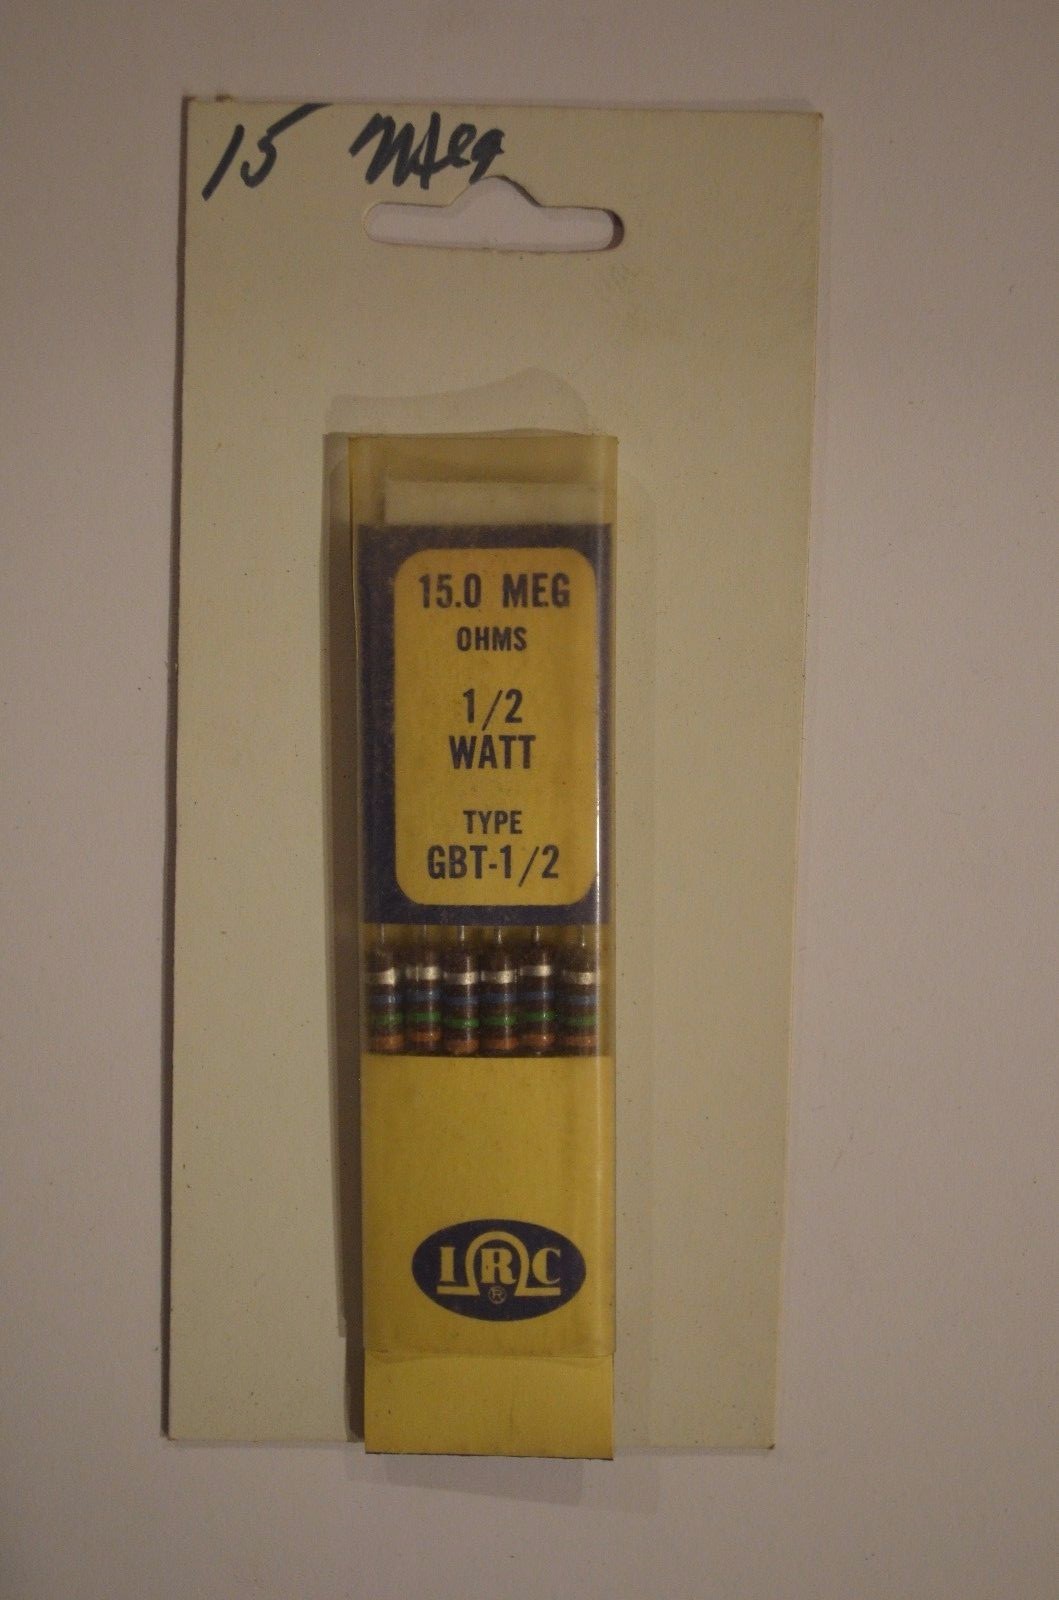 15 Meg
15.0 MEG
OHMS
1/2
WATT
TYPE
GBT-1/2
IRC
®